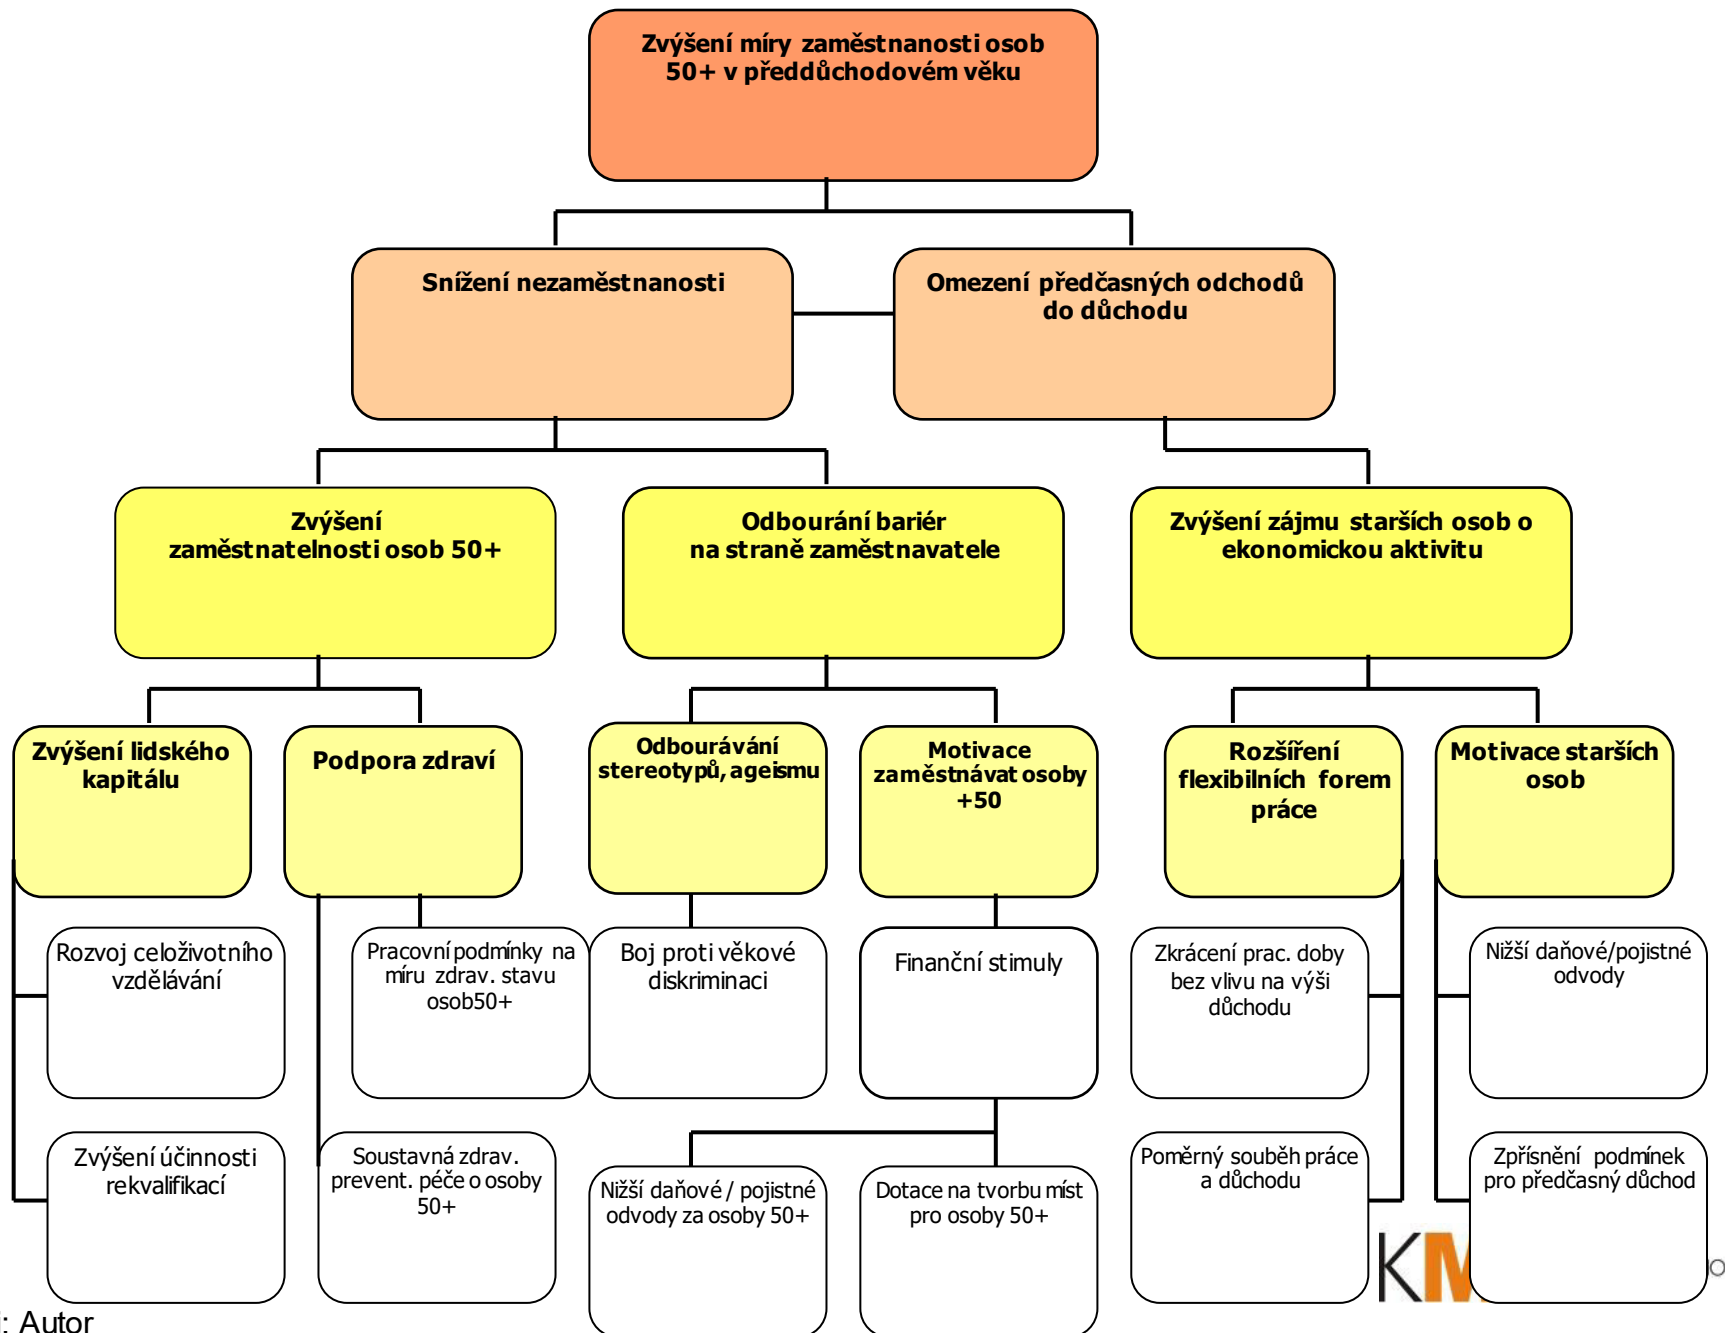 Zvýšení míry zaměstnanosti osob
50+ v předdůchodovém věku
Snížení nezaměstnanosti
Omezení předčasných odchodů
do důchodu
Zvýšení
zaměstnatelnosti osob 50+
Odbourání bariér
na straně zaměstnavatele
Zvýšení zájmu starších osob o
ekonomickou aktivitu
Zvýšení lidského
kapitálu
Podpora zdraví
Odbourávání
stereotypů, ageismu
Motivace
zaměstnávat osoby
+50
Rozšíření
flexibilních forem
práce
Motivace starších
osob
Rozvoj celoživotního
vzdělávání
Pracovní podmínky na
míru zdrav. stavu
osob50+
Boj proti věkové
diskriminaci
Finanční stimuly
Zkrácení prac. doby
bez vlivu na výši
důchodu
Nižší daňové/pojistné
odvody
Zvýšení účinnosti
rekvalifikací
Soustavná zdrav.
prevent. péče o osoby
50+
Nižší daňové / pojistné
odvody za osoby 50+
Dotace na tvorbu míst
pro osoby 50+
Poměrný souběh práce
a důchodu
Zpřísnění podmínek
pro předčasný důchod
KM
: Autor